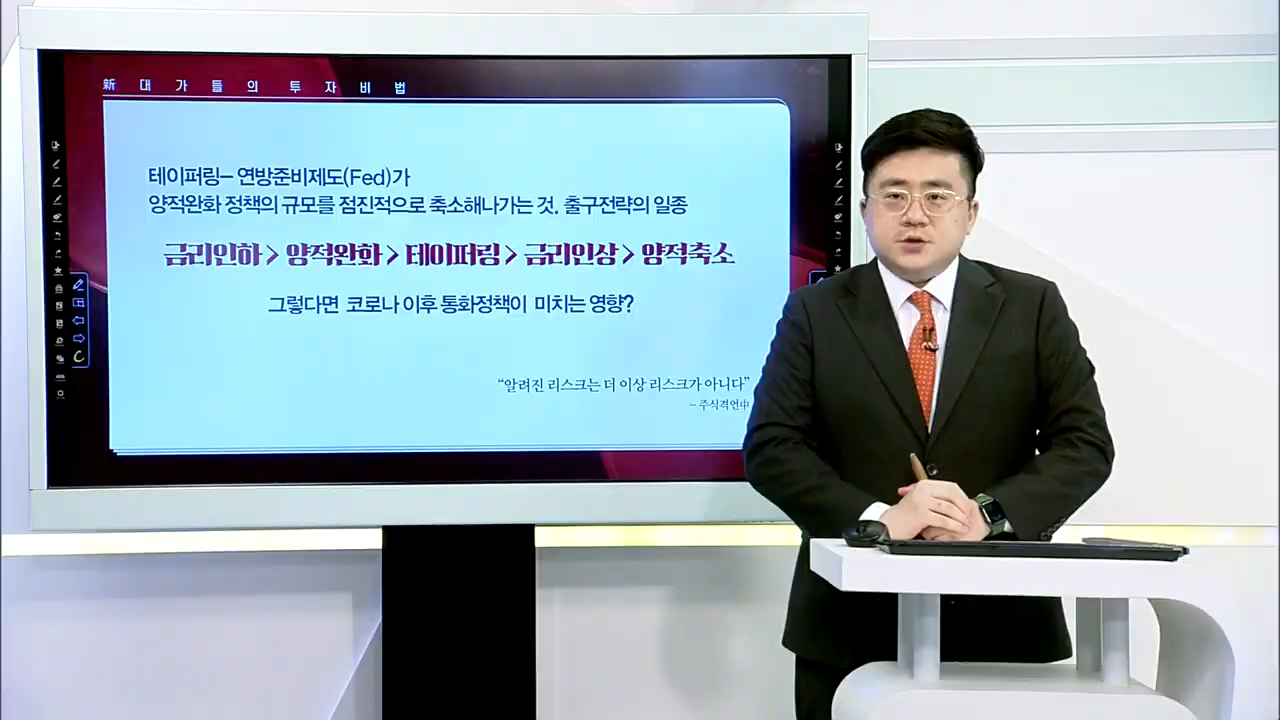 新 대 가 들 의 투 자 비 법
테이퍼링– 연방준비제도(Fed)가
양적완화 정책의 규모를 점진적으로 축소해나가는 것. 출구전략의 일종
금리인하 > 양적완화 > 테이퍼링 > 금리인상 > 양적축소
그렇다면 코로나 이후 통화정책이 미치는 영향?
“알려진 리스크는 더 이상 리스크가 아니다”
– 주식격언中